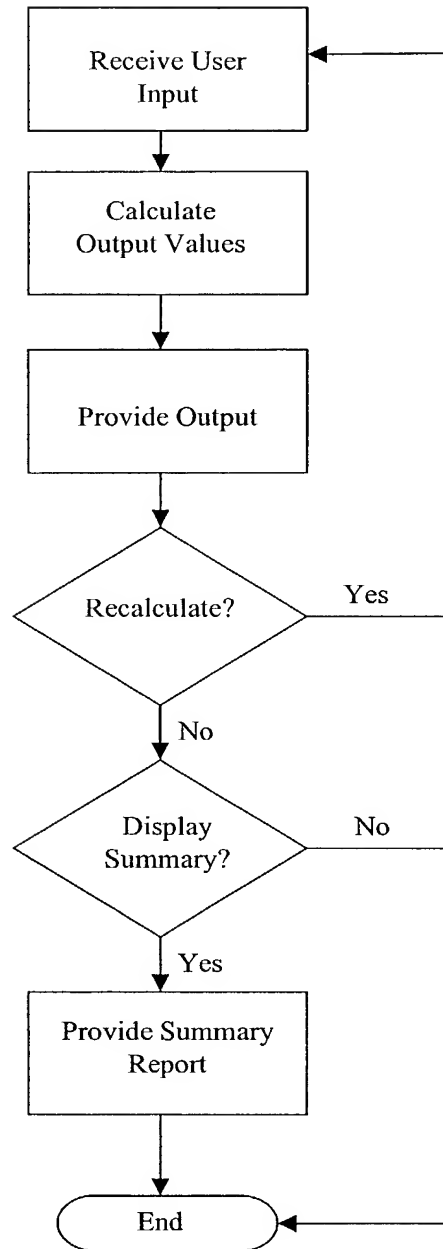 Receive User
Input
Calculate
Output Values
Provide Output
Recalculate?
Yes
No
Display
Summary?
No
Yes
Provide Summary
Report
End